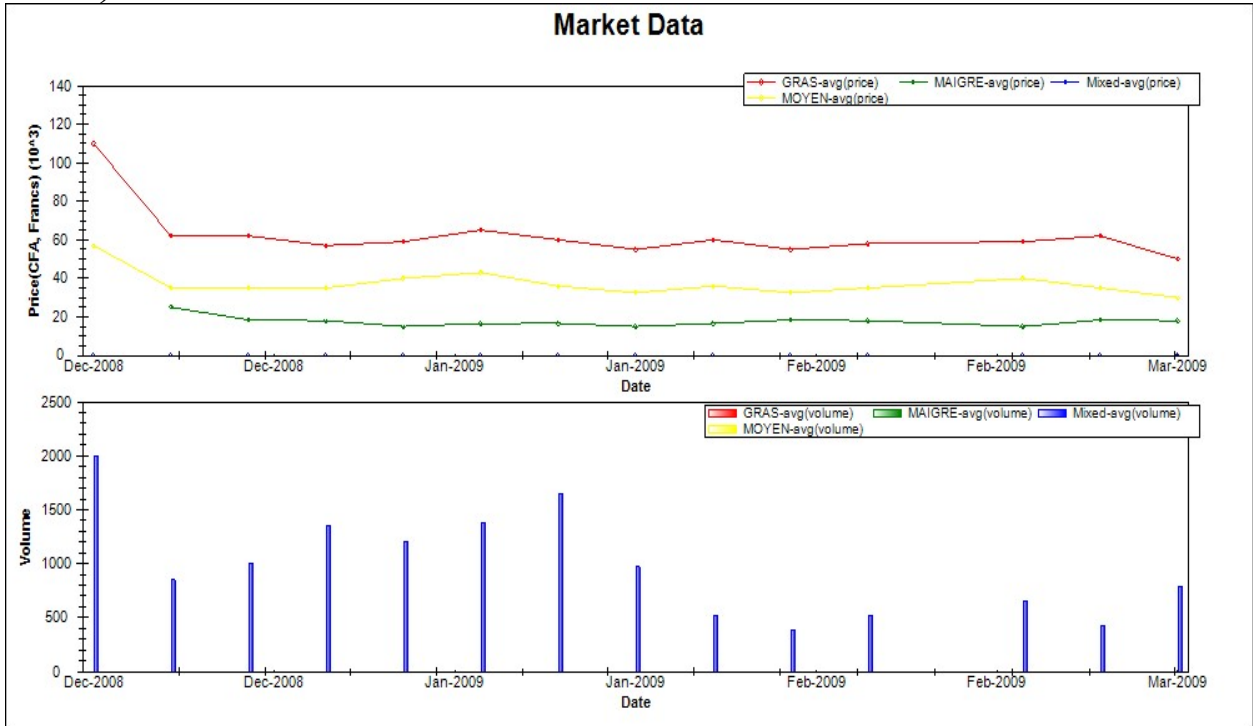 Market Data
GRAS-avg(price) MAIGRE-avg(price) Mixed-avg(price)
MOYEN-avg(price)
Price(CFA, Francs) (10^3)
140
120
100
80
60
40
20
0
Dec-2008 Dec-2008 Jan-2009 Jan-2009 Feb-2009 Feb-2009 Mar-2009
Date
GRAS-avg(volume) MAIGRE-avg(volume) Mixed-avg(volume)
MOYEN-avg(volume)
Volume
2500
2000
1500
1000
500
0
Dec-2008 Dec-2008 Jan-2009 Jan-2009 Feb-2009 Feb-2009 Mar-2009
Date